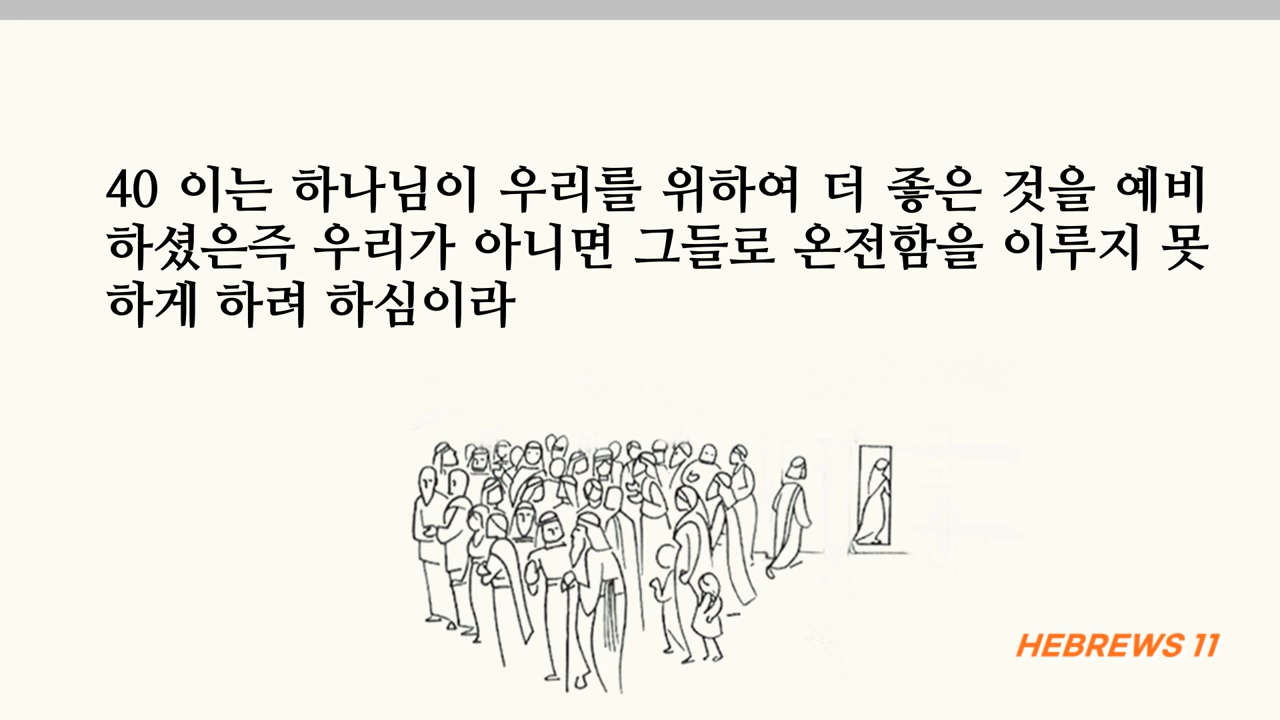 40 이는 하나님이 우리를 위하여 더 좋은 것을 예비
하셨은즉 우리가 아니면 그들로 온전함을 이루지 못
하게 하려 하심이라
HEBREWS 11